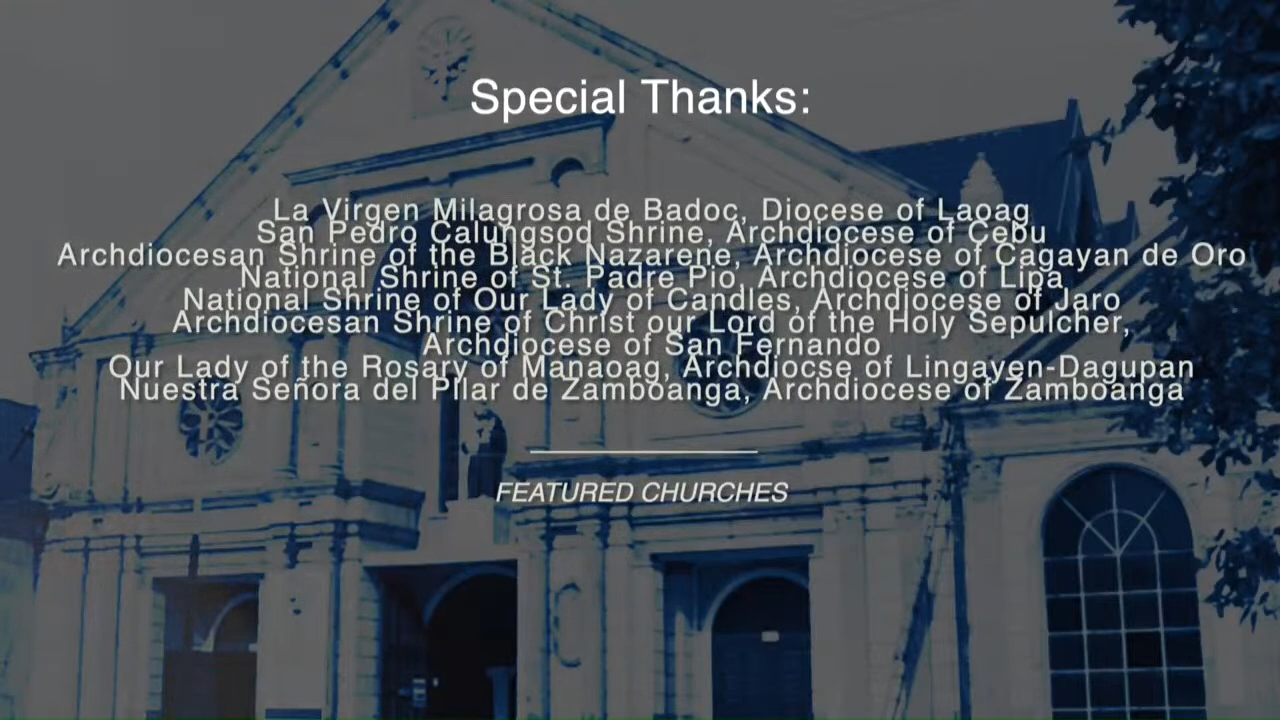 Special Thanks:
La Virgen Milagrosa de Badoc, Diocese of Laoag
San Pedro Calungsod Shrine, Archdiocese of Cebu
Archdiocesan Shrine of the Black Nazarene, Archdiocese of Cagayan de Oro
National Shrine of St. Padre Pio, Archdiocese of Lipa
National Shrine of Our Lady of Candles, Archdiocese of Jaro
Archdiocesan Shrine of Christ our Lord of the Holy Sepulcher,
Archdiocese of San Fernando
Our Lady of the Rosary of Manaoag, Archdiocse of Lingayen-Dagupan
Nuestra Señora del Pilar de Zamboanga, Archdiocese of Zamboanga
FEATURED CHURCHES